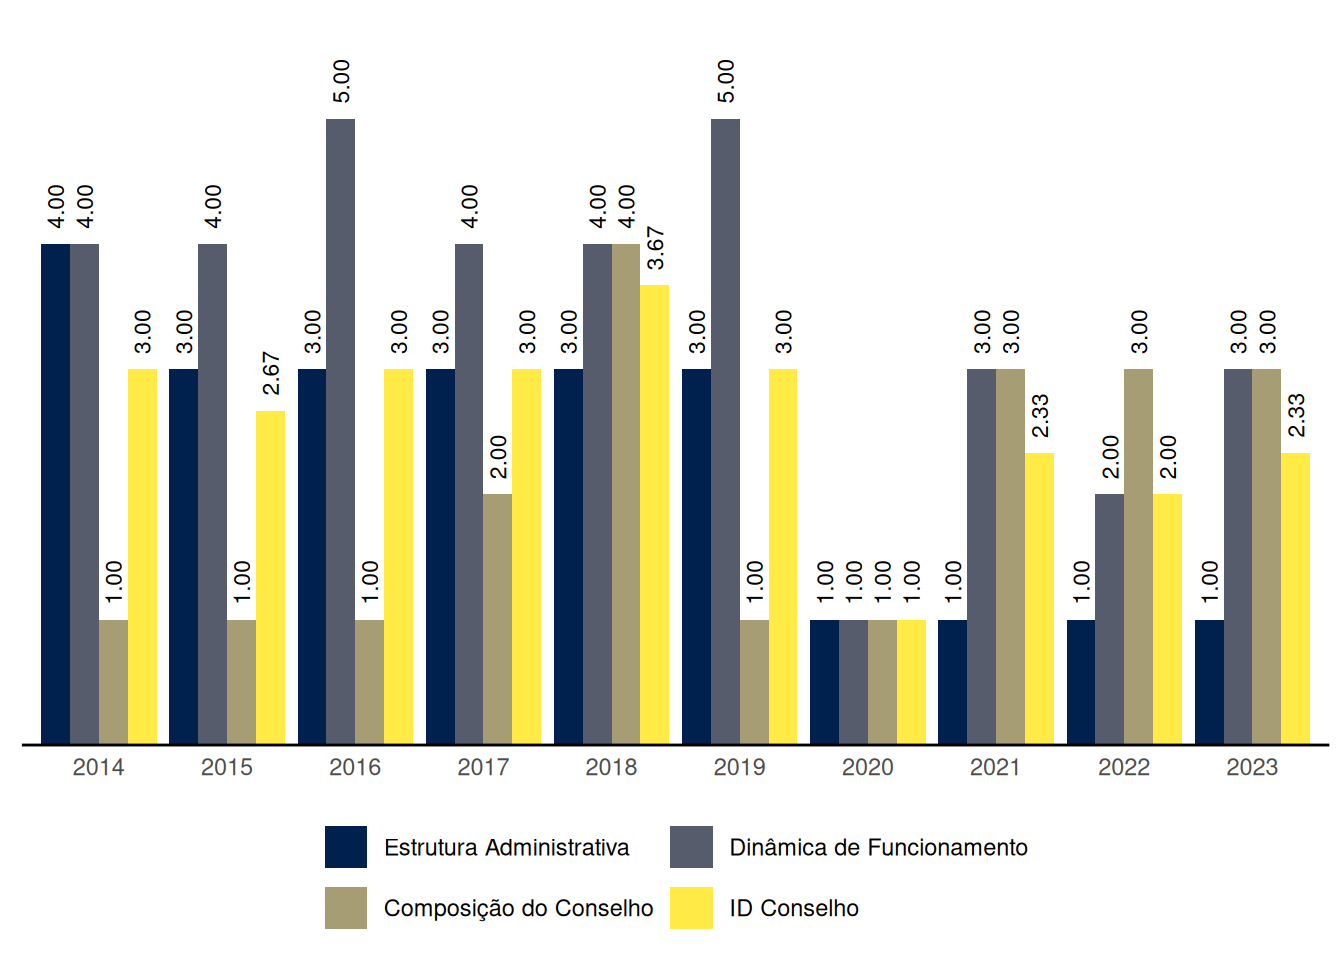 5.00 5.00
4.00 4.00 4.00 4.00 4.00 4.00
3.67
3.00 3.00 3.00 3.00 3.00 3.00 3.00 3.00 3.00 3.00 3.00 3.00 3.00 3.00
2.67
2.33 2.33
2.00 2.00 2.00
1.00 1.00 1.00 1.00 1.00 1.00 1.00 1.00 1.00 1.00 1.00
2014 2015 2016 2017 2018 2019 2020 2021 2022 2023
Estrutura Administrativa Dinâmica de Funcionamento
Composição do Conselho ID Conselho